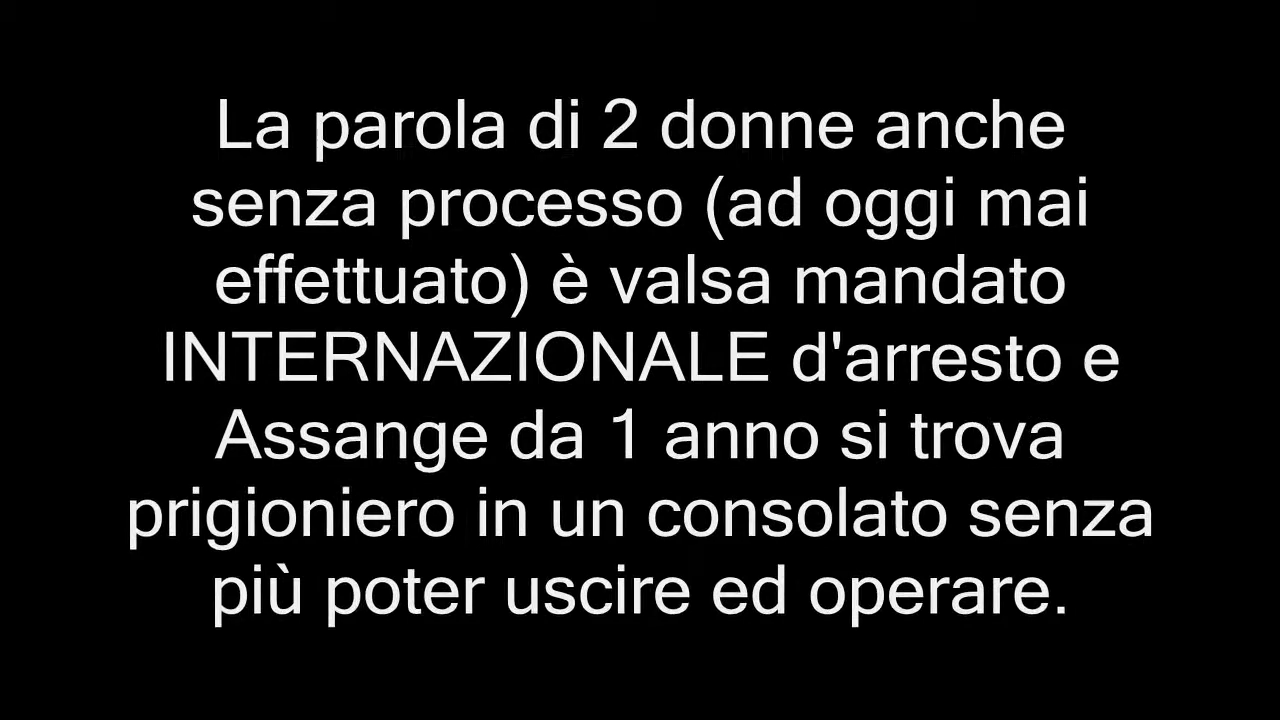 La parola di 2 donne anche
senza processo (ad oggi mai
effettuato) è valsa mandato
INTERNAZIONALE d'arresto e
Assange da 1 anno si trova
prigioniero in un consolato senza
più poter uscire ed operare.